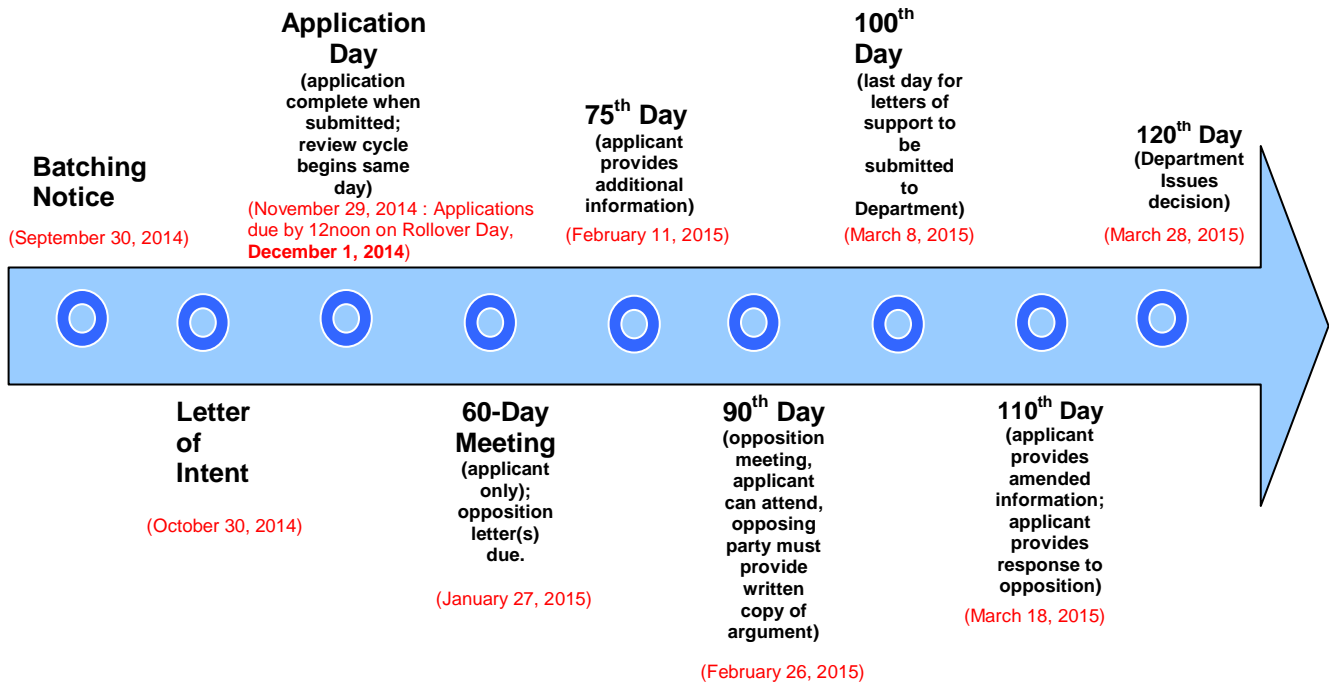 Batching
Notice
(September 30, 2014)
Letter
of
Intent
(October 30, 2014)
Application
Day
(application
complete when
submitted;
review cycle
begins same
day)
(November 29, 2014 : Applications
due by 12noon on Rollover Day,
December 1, 2014)
60-Day
Meeting
(applicant
only);
opposition
letter(s)
due.
(January 27, 2015)
75th Day
(applicant
provides
additional
information)
(February 11, 2015)
90th Day
(opposition
meeting,
applicant
can attend,
opposing
party must
provide
written
copy of
argument)
(February 26, 2015)
100th
Day
(last day for
letters of
support to
be
submitted
to
Department)
(March 8, 2015)
110th Day
(applicant
provides
amended
information;
applicant
provides
response to
opposition)
(March 18, 2015)
120th Day
(Department
Issues
decision)
(March 28, 2015)